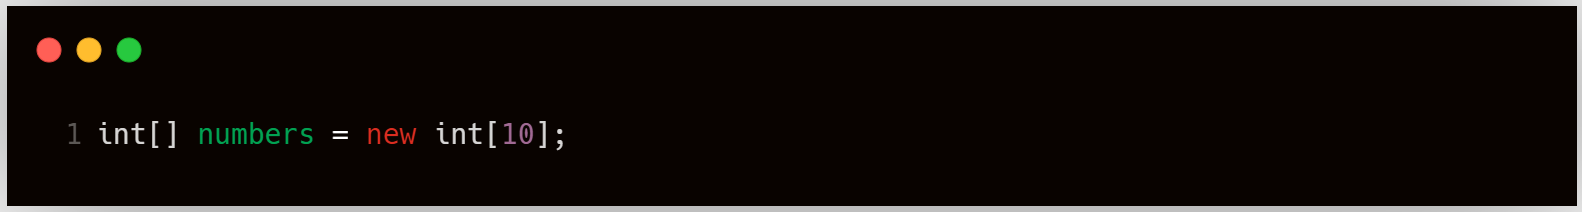 1 int[] numbers = new int[10];